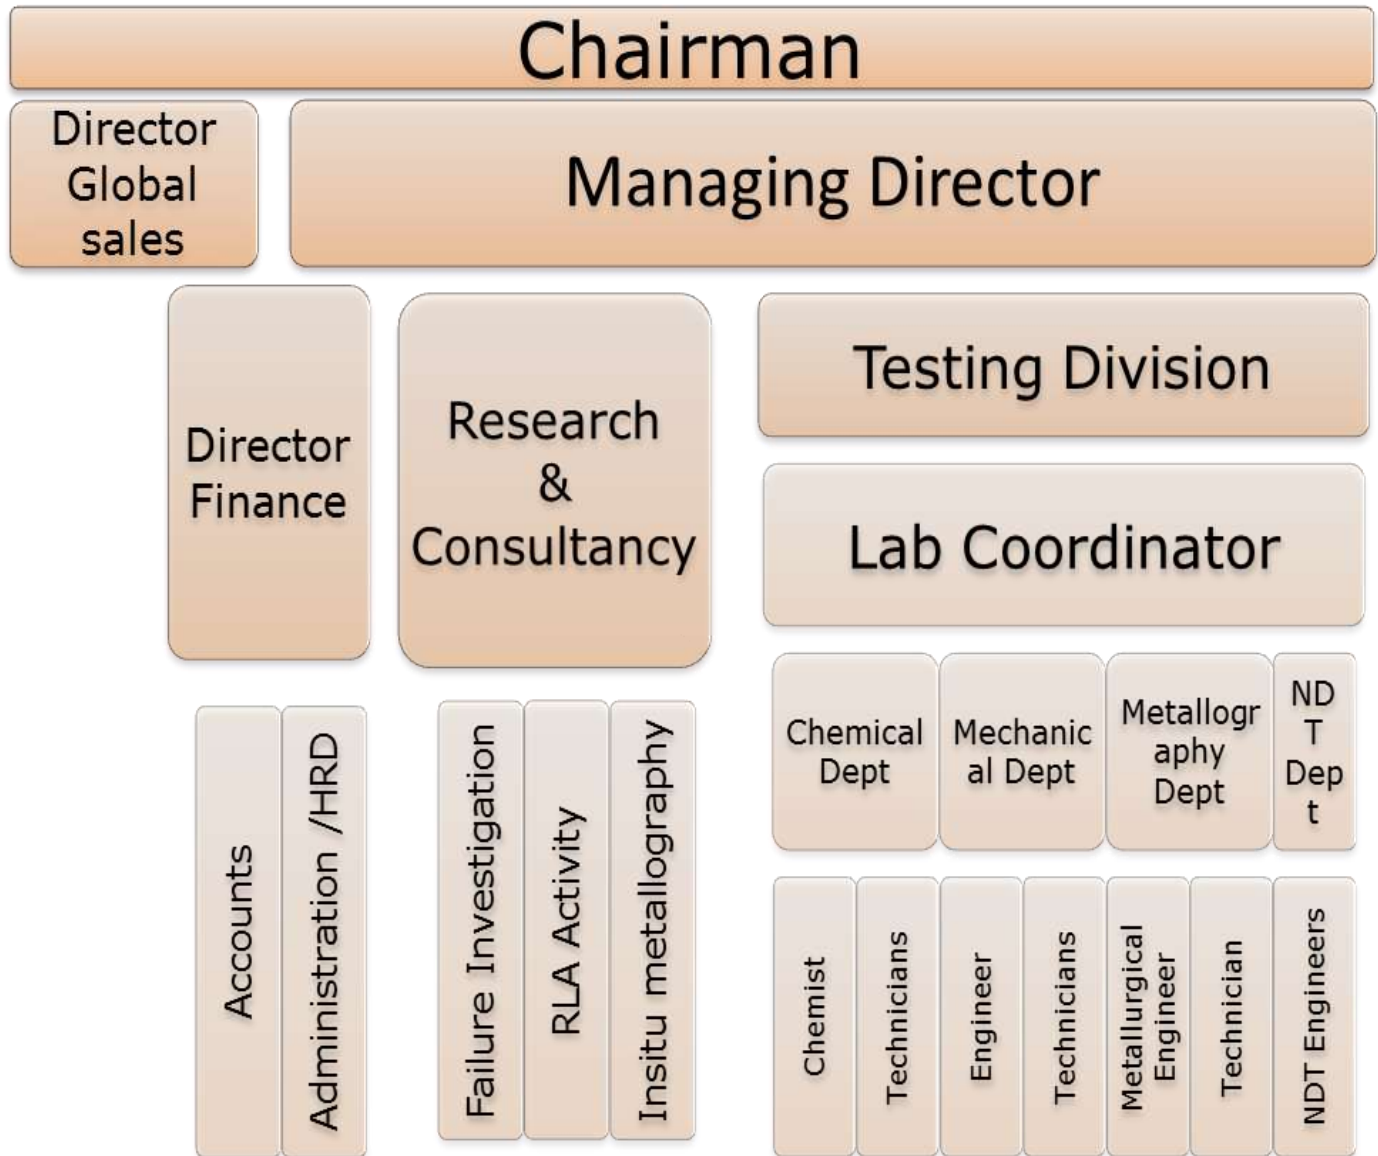 Chairman
Director
Global
sales
Managing Director
Director
Finance
Research
&
Consultancy
Testing Division
Lab Coordinator
Chemical
Dept
Mechanic
al Dept
Metallogr
aphy
Dept
ND
T
Dep
t
Accounts
Administration /HRD
Failure Investigation
RLA Activity
Insitu metallography
Chemist
Technicians
Engineer
Technicians
Metallurgical
Engineer
Technician
NDT Engineers